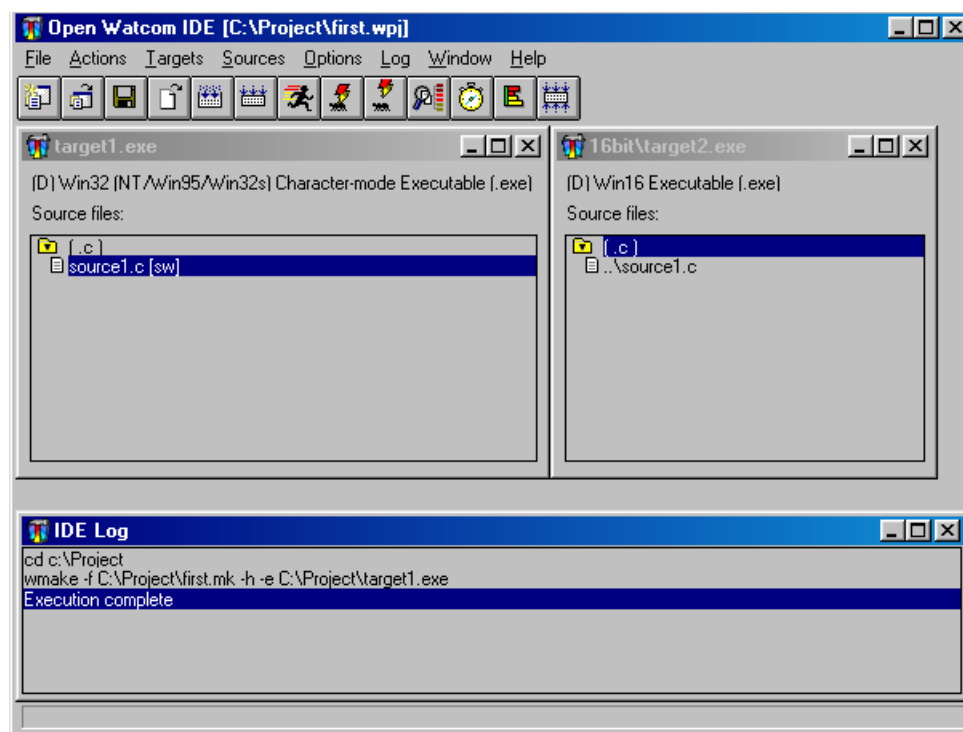 Open Watcom IDE [C:\Project\first.wpj]
File Actions Targets Sources Options Log Window Help
target1.exe
(D) Win32 (NT/Win95/Win32s) Character-mode Executable (.exe)
Source files:
(.c)
source1.c [sw]
16bit\target2.exe
(D) Win16 Executable (.exe)
Source files:
(.c)
..\source1.c
IDE Log
cd c:\Project
wmake -f C:\Project\first.mk -h -e C:\Project\target1.exe
Execution complete